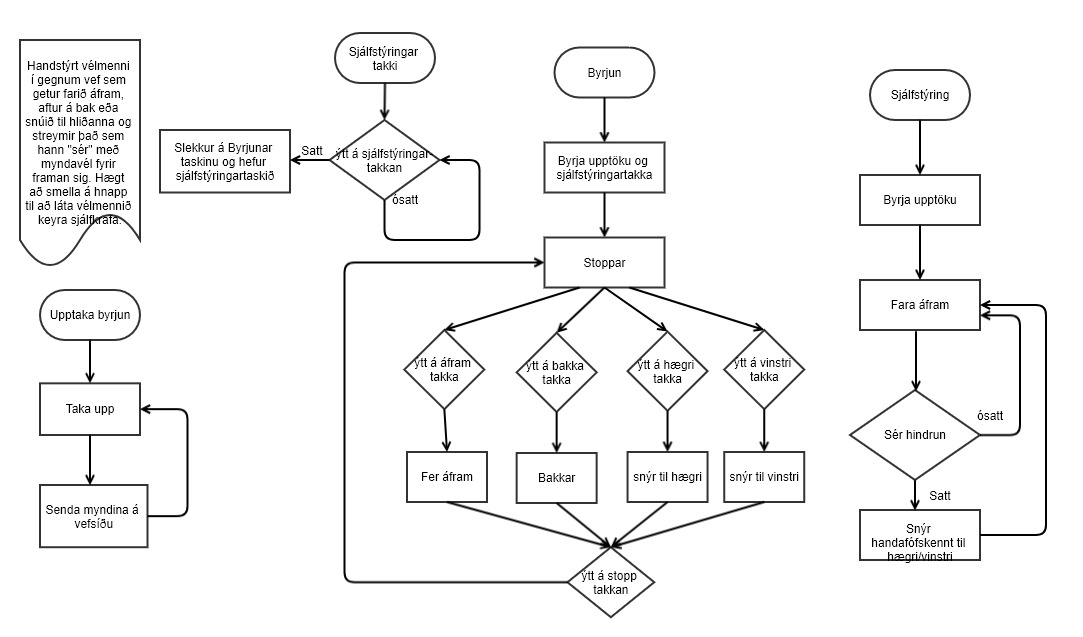 Handstýrt vélmenni
í gegnum vef sem
getur farið áfram,
aftur á bak eða
snúið til hliðanna og
streymir það sem
hann "sér" með
myndavél fyrir
framan sig. Hægt
að smella á hnapp
til að láta vélmennið
keyra sjálfkrafa.
Sjálfstýringar
takki
ýtt á sjálfstýringar-
takkan
Satt
ósatt
Slekkur á Byrjunar
taskinu og hefur
sjálfstýringartaskið
Upptaka byrjun
Taka upp
Senda myndina á
vefsíðu
Byrjun
Byrja upptöku og
sjálfstýringartakka
Stoppar
ýtt á áfram
takka
ýtt á bakka
takka
ýtt á hægri
takka
ýtt á vinstri
takka
Fer áfram
Bakkar
snýr til hægri
snýr til vinstri
ýtt á stopp
takkan
Sjálfstýring
Byrja upptöku
Fara áfram
Sér hindrun
ósatt
Satt
Snýr
handafófskennt til
hægri/vinstri